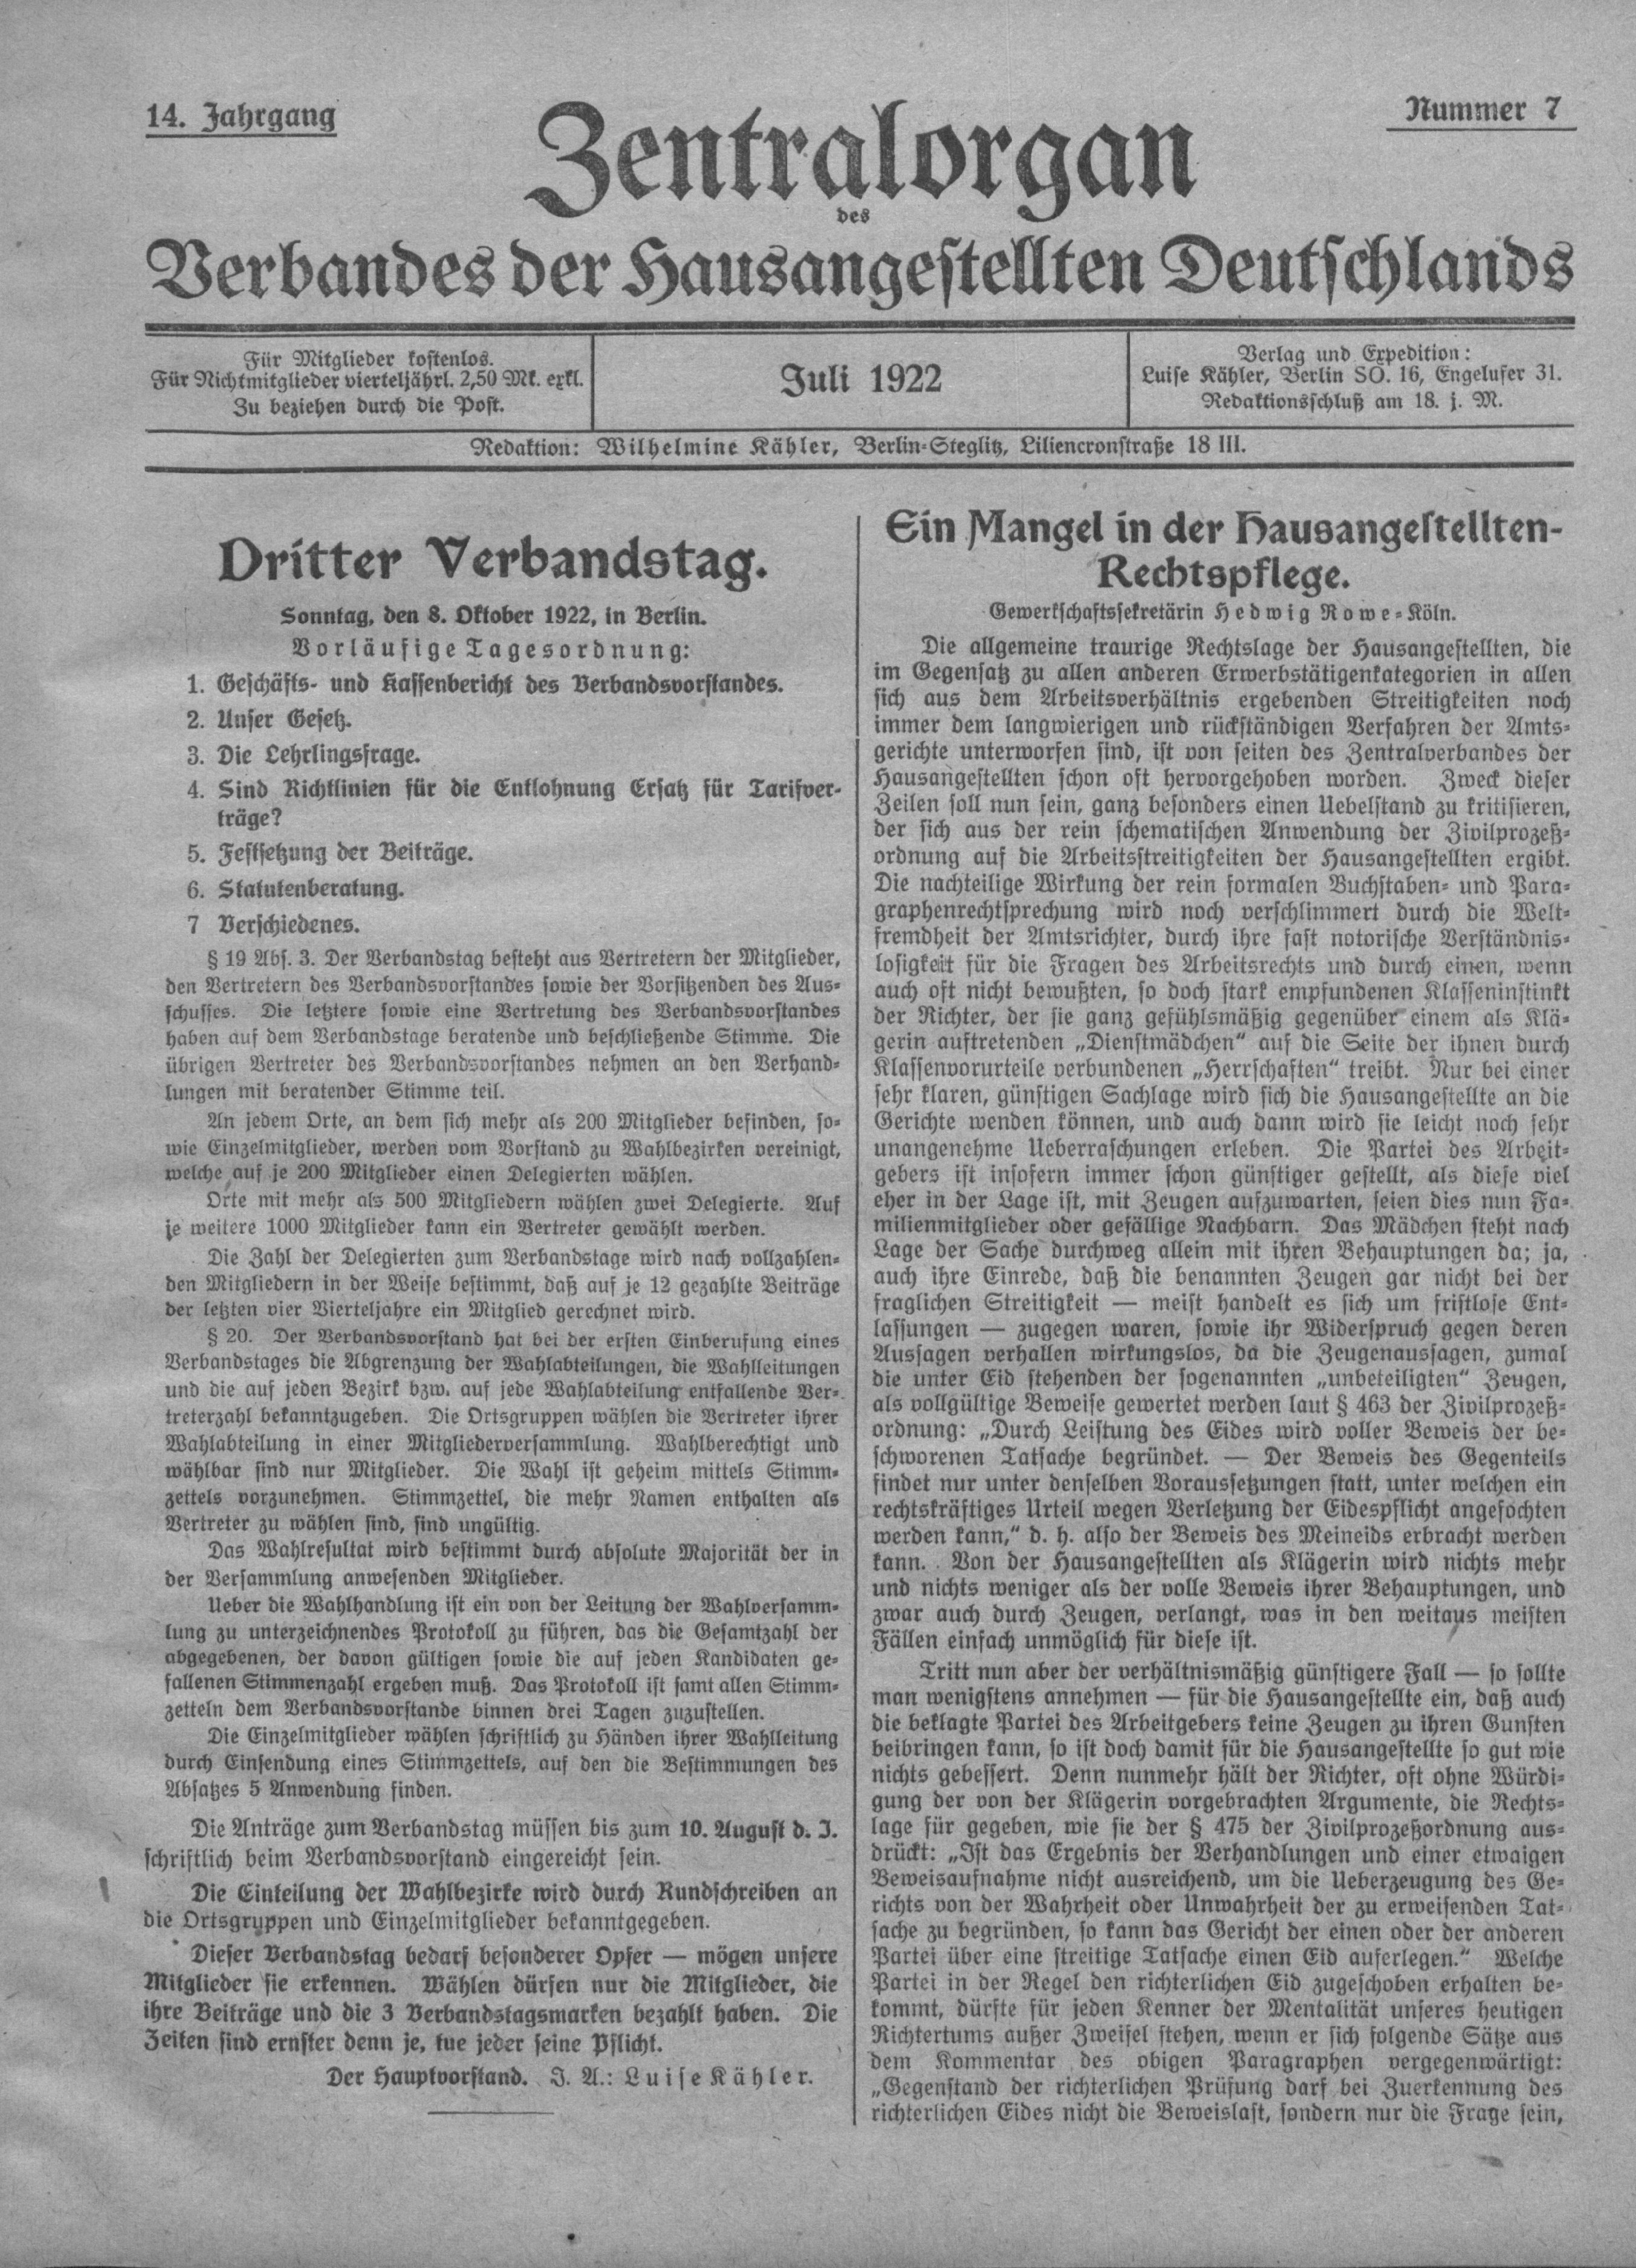 14. Jahrgang
Nummer 7
Zentralorgan
des
Verbandes der Hausangestellten Deutschlands
Für Mitglieder kostenlos.
Für Nichtmitglieder vierteljährl. 2,50 Mk. exkl.
Zu beziehen durch die Post.
Juli 1922
Verlag und Expedition:
Luise Kähler, Berlin SO. 16, Engelufer 31.
Redaktionsschluß am 18. j. M.
Redaktion: Wilhelmine Kähler, Berlin-Steglitz, Liliencronstraße 18 III.
Dritter Verbandstag.
Sonntag, den 8. Oktober 1922, in Berlin.
Vorläufige Tagesordnung:
1. Geschäfts- und Kassenbericht des Verbandsvorstandes.
2. Unser Gesetz.
3. Die Lehrlingsfrage.
4. Sind Richtlinien für die Entlohnung Ersatz für Tarifver-
träge?
5. Festsetzung der Beiträge.
6. Statutenberatung.
7 Verschiedenes.
§ 19 Abs. 3. Der Verbandstag besteht aus Vertretern der Mitglieder,
den Vertretern des Verbandsvorstandes sowie der Vorsitzenden des Aus-
schusses. Die letztere sowie eine Vertretung des Verbandsvorstandes
haben auf dem Verbandstage beratende und beschließende Stimme. Die
übrigen Vertreter des Verbandsvorstandes nehmen an den Verhand-
lungen mit beratender Stimme teil.
An jedem Orte, an dem sich mehr als 200 Mitglieder befinden, so-
wie Einzelmitglieder, werden vom Vorstand zu Wahlbezirken vereinigt,
welche auf je 200 Mitglieder einen Delegierten wählen.
Orte mit mehr als 500 Mitgliedern wählen zwei Delegierte. Auf
je weitere 1000 Mitglieder kann ein Vertreter gewählt werden.
Die Zahl der Delegierten zum Verbandstage wird nach vollzahlen-
den Mitgliedern in der Weise bestimmt, daß auf je 12 gezahlte Beiträge
der letzten vier Vierteljahre ein Mitglied gerechnet wird.
§ 20. Der Verbandsvorstand hat bei der ersten Einberufung eines
Verbandstages die Abgrenzung der Wahlabteilungen, die Wahlleitungen
und die auf jeden Bezirk bzw. auf jede Wahlabteilung entfallende Ver-
treterzahl bekanntzugeben. Die Ortsgruppen wählen die Vertreter ihrer
Wahlabteilung in einer Mitgliederversammlung. Wahlberechtigt und
wählbar sind nur Mitglieder. Die Wahl ist geheim mittels Stimm-
zettels vorzunehmen. Stimmzettel, die mehr Namen enthalten als
Vertreter zu wählen sind, sind ungültig.
Das Wahlresultat wird bestimmt durch absolute Majorität der in
der Versammlung anwesenden Mitglieder.
Ueber die Wahlhandlung ist ein von der Leitung der Wahlversamm-
lung zu unterzeichnendes Protokoll zu führen, das die Gesamtzahl der
abgegebenen, der davon gültigen sowie die auf jeden Kandidaten ge-
fallenen Stimmenzahl ergeben muß. Das Protokoll ist samt allen Stimm-
zetteln dem Verbandsvorstande binnen drei Tagen zuzustellen.
Die Einzelmitglieder wählen schriftlich zu Händen ihrer Wahlleitung
durch Einsendung eines Stimmzettels, auf den die Bestimmungen des
Absatzes 5 Anwendung finden.
Die Anträge zum Verbandstag müssen bis zum 10. August d. J.
schriftlich beim Verbandsvorstand eingereicht sein.
Die Einteilung der Wahlbezirke wird durch Rundschreiben an
die Ortsgruppen und Einzelmitglieder bekanntgegeben.
Dieser Verbandstag bedarf besonderer Opfer — mögen unsere
Mitglieder sie erkennen. Wählen dürfen nur die Mitglieder, die
ihre Beiträge und die 3 Verbandstagsmarken bezahlt haben. Die
Zeiten sind ernster denn je, tue jeder seine Pflicht.
Der Hauptvorstand. J. A.: Luise Kähler.
Ein Mangel in der Hausangestellten-
Rechtspflege.
Gewerkschaftssekretärin Hedwig Rowe-Köln.
Die allgemeine traurige Rechtslage der Hausangestellten, die
im Gegensatz zu allen anderen Erwerbstätigenkategorien in allen
sich aus dem Arbeitsverhältnis ergebenden Streitigkeiten noch
immer dem langwierigen und rückständigen Verfahren der Amts-
gerichte unterworfen sind, ist von seiten des Zentralverbandes der
Hausangestellten schon oft hervorgehoben worden. Zweck dieser
Zeilen soll nun sein, ganz besonders einen Uebelstand zu kritisieren,
der sich aus der rein schematischen Anwendung der Zivilprozeß-
ordnung auf die Arbeitsstreitigkeiten der Hausangestellten ergibt.
Die nachteilige Wirkung der rein formalen Buchstaben- und Para-
graphenrechtsprechung wird noch verschlimmert durch die Welt-
fremdheit der Amtsrichter, durch ihre fast notorische Verständnis-
losigkeit für die Fragen des Arbeitsrechts und durch einen, wenn
auch oft nicht bewußten, so doch stark empfundenen Klasseninstinkt
der Richter, der sie ganz gefühlsmäßig gegenüber einem als Klä-
gerin auftretenden „Dienstmädchen“ auf die Seite der ihnen durch
Klassenvorurteile verbundenen „Herrschaften“ treibt. Nur bei einer
sehr klaren, günstigen Sachlage wird sich die Hausangestellte an die
Gerichte wenden können, und auch dann wird sie leicht noch sehr
unangenehme Ueberraschungen erleben. Die Partei des Arbeit-
gebers ist insofern immer schon günstiger gestellt, als diese viel
eher in der Lage ist, mit Zeugen aufzuwarten, seien dies nun Fa-
milienmitglieder oder gefällige Nachbarn. Das Mädchen steht nach
Lage der Sache durchweg allein mit ihren Behauptungen da; ja,
auch ihre Einrede, daß die benannten Zeugen gar nicht bei der
fraglichen Streitigkeit — meist handelt es sich um fristlose Ent-
lassungen — zugegen waren, sowie ihr Widerspruch gegen deren
Aussagen verhallen wirkungslos, da die Zeugenaussagen, zumal
die unter Eid stehenden der sogenannten „unbeteiligten“ Zeugen,
als vollgültige Beweise gewertet werden laut § 463 der Zivilprozeß-
ordnung: „Durch Leistung des Eides wird voller Beweis der be-
schworenen Tatsache begründet. — Der Beweis des Gegenteils
findet nur unter denselben Voraussetzungen statt, unter welchen ein
rechtskräftiges Urteil wegen Verletzung der Eidespflicht angefochten
werden kann,“ d. h. also der Beweis des Meineids erbracht werden
kann. Von der Hausangestellten als Klägerin wird nichts mehr
und nichts weniger als der volle Beweis ihrer Behauptungen, und
zwar auch durch Zeugen, verlangt, was in den weitaus meisten
Fällen einfach unmöglich für diese ist.
Tritt nun aber der verhältnismäßig günstigere Fall — so sollte
man wenigstens annehmen — für die Hausangestellte ein, daß auch
die beklagte Partei des Arbeitgebers keine Zeugen zu ihren Gunsten
beibringen kann, so ist doch damit für die Hausangestellte so gut wie
nichts gebessert. Denn nunmehr hält der Richter, oft ohne Würdi-
gung der von der Klägerin vorgebrachten Argumente, die Rechts-
lage für gegeben, wie sie der § 475 der Zivilprozeßordnung aus-
drückt: „Ist das Ergebnis der Verhandlungen und einer etwaigen
Beweisaufnahme nicht ausreichend, um die Ueberzeugung des Ge-
richts von der Wahrheit oder Unwahrheit der zu erweisenden Tat-
sache zu begründen, so kann das Gericht der einen oder der anderen
Partei über eine streitige Tatsache einen Eid auferlegen.“ Welche
Partei in der Regel den richterlichen Eid zugeschoben erhalten be-
kommt, dürfte für jeden Kenner der Mentalität unseres heutigen
Richtertums außer Zweifel stehen, wenn er sich folgende Sätze aus
dem Kommentar des obigen Paragraphen vergegenwärtigt:
„Gegenstand der richterlichen Prüfung darf bei Zuerkennung des
richterlichen Eides nicht die Beweislast, sondern nur die Frage sein,